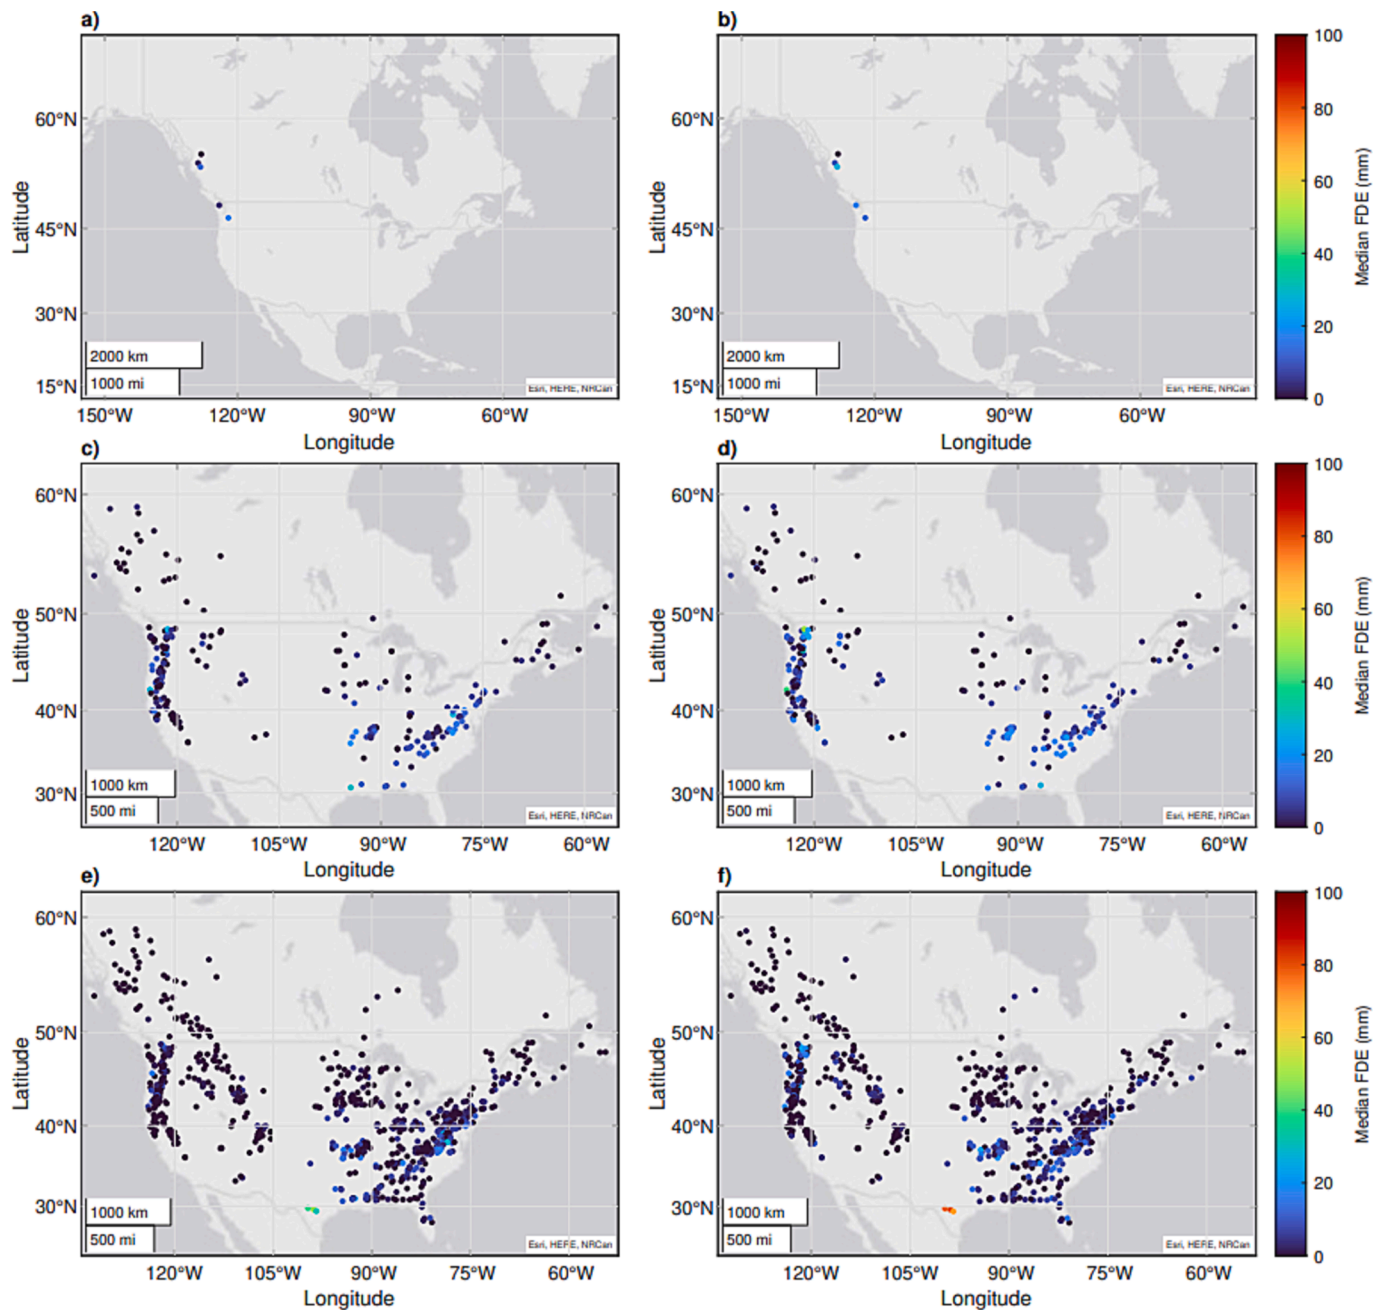 a) b)
60°N 45°N 30°N 15°N
Latitude
2000 km
1000 mi
Esri, HERE, NRCan
150°W 120°W 90°W 60°W
Longitude
60°N 45°N 30°N 15°N
Latitude
2000 km
1000 mi
Esri, HERE, NRCan
150°W 120°W 90°W 60°W
Longitude
100 80 60 40 20 0
Median FDE (mm)
c) d)
60°N 50°N 40°N 30°N
Latitude
1000 km
500 mi
Esri, HERE, NRCan
120°W 105°W 90°W 75°W 60°W
Longitude
60°N 50°N 40°N 30°N
Latitude
1000 km
500 mi
Esri, HERE, NRCan
120°W 105°W 90°W 75°W 60°W
Longitude
100 80 60 40 20 0
Median FDE (mm)
e) f)
60°N 50°N 40°N 30°N
Latitude
1000 km
500 mi
Esri, HERE, NRCan
120°W 105°W 90°W 75°W 60°W
Longitude
60°N 50°N 40°N 30°N
Latitude
1000 km
500 mi
Esri, HERE, NRCan
120°W 105°W 90°W 75°W 60°W
Longitude
100 80 60 40 20 0
Median FDE (mm)